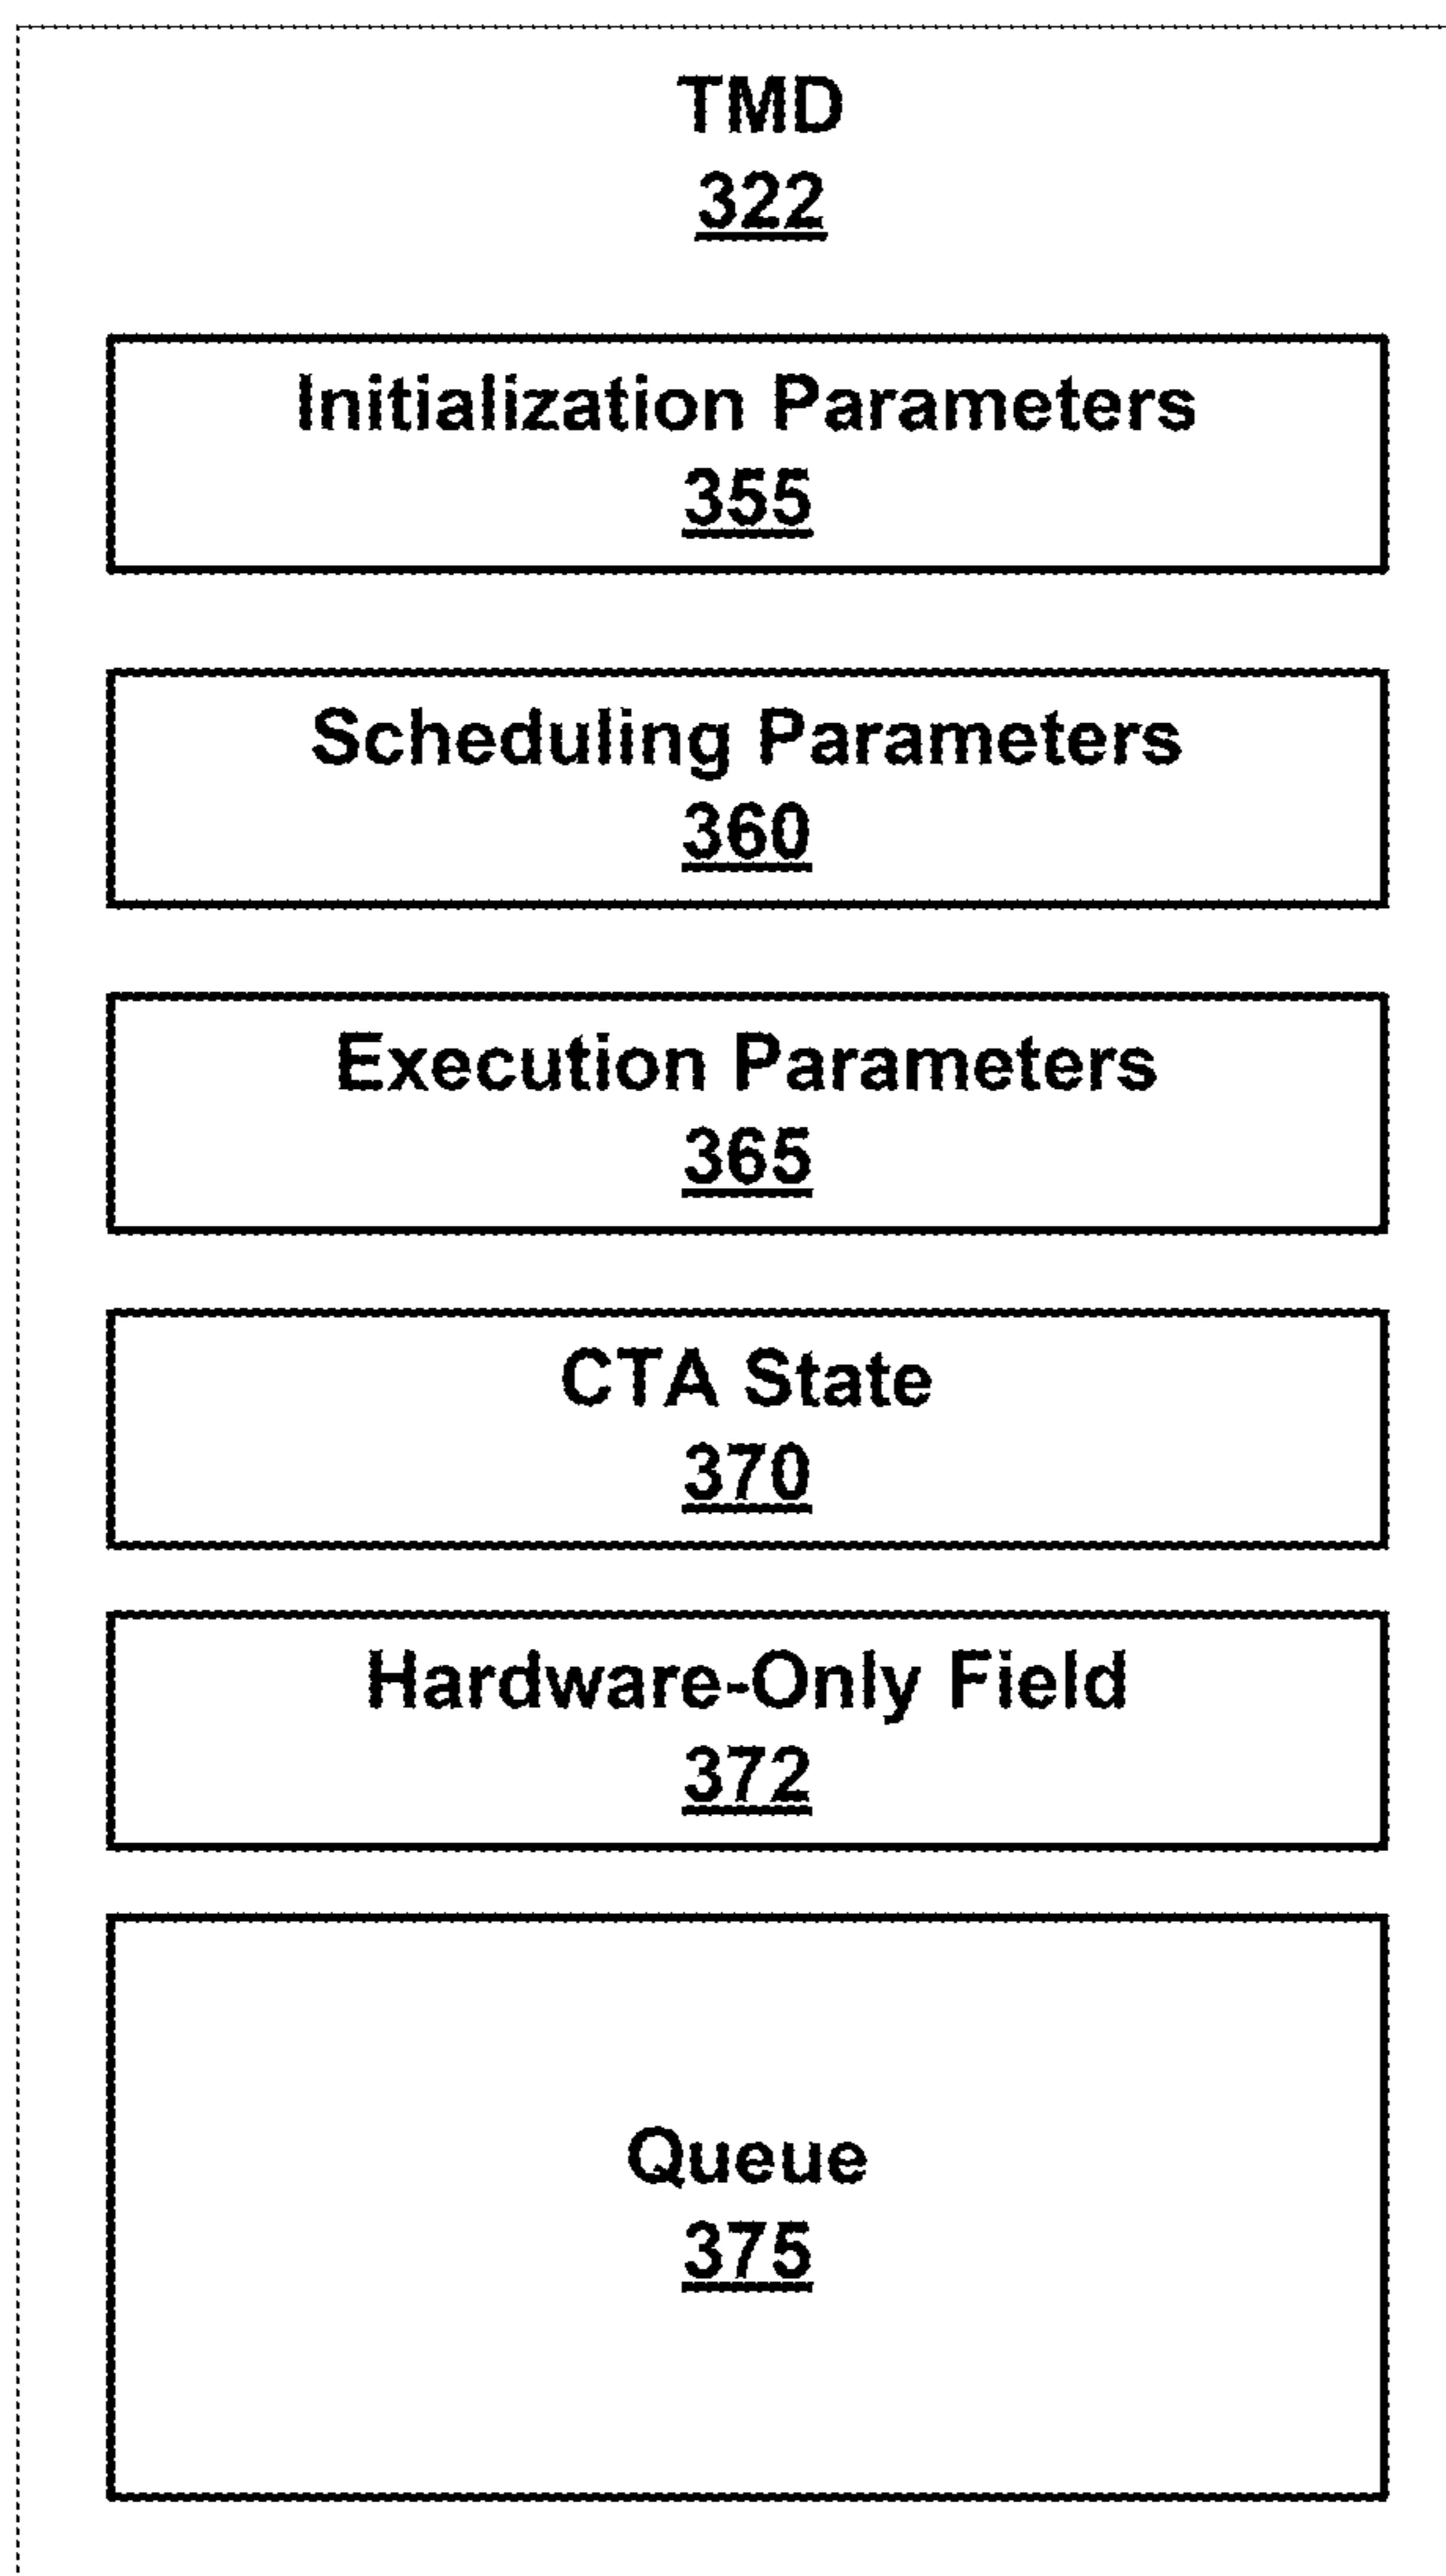 TMD
322
Initialization Parameters
355
Scheduling Parameters
360
Execution Parameters
365
CTA State
370
Hardware-Only Field
372
Queue
375